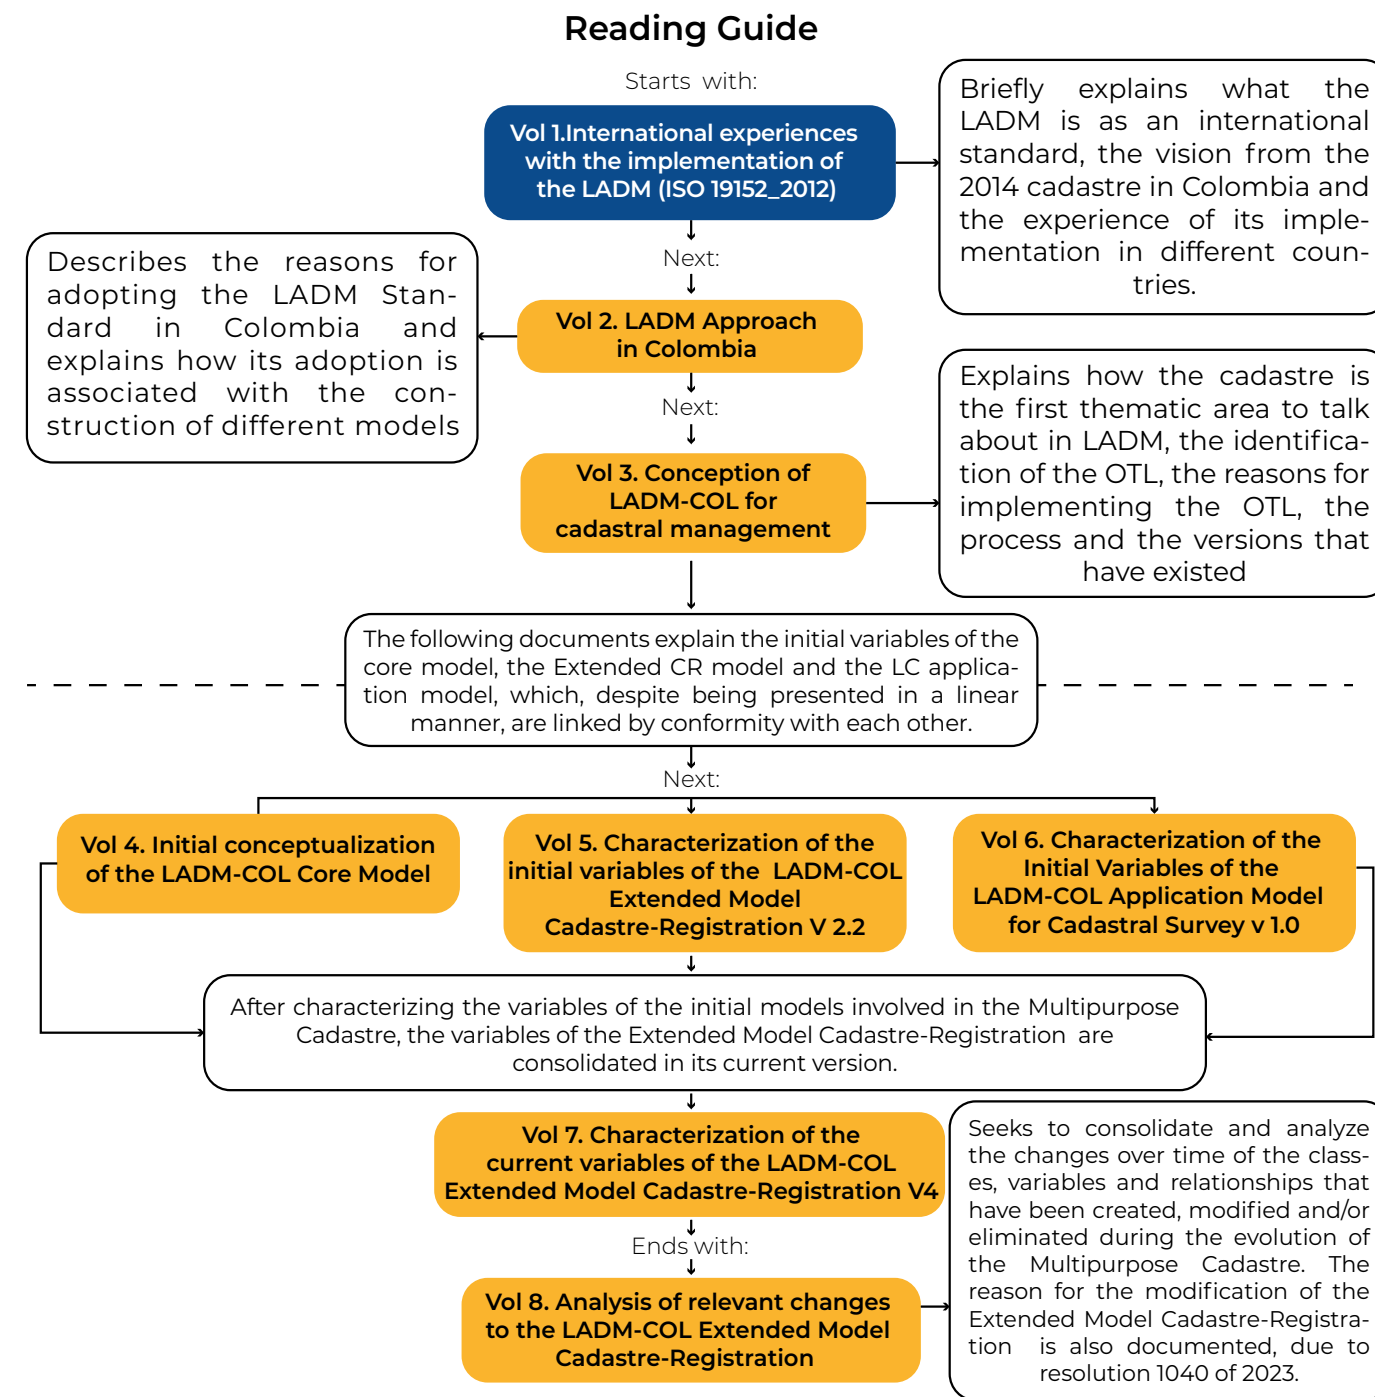 Reading Guide
Starts with:
Vol 1.International experiences
with the implementation of
the LADM (ISO 19152_2012)
Briefly explains what the
LADM is as an international
standard, the vision from the
2014 cadastre in Colombia and
the experience of its imple-
mentation in different coun-
tries.
Next:
Describes the reasons for
adopting the LADM Stan-
dard in Colombia and
explains how its adoption is
associated with the con-
struction of different models
Vol 2. LADM Approach
in Colombia
Next:
Vol 3. Conception of
LADM-COL for
cadastral management
Explains how the cadastre is
the first thematic area to talk
about in LADM, the identifica-
tion of the OTL, the reasons for
implementing the OTL, the
process and the versions that
have existed
The following documents explain the initial variables of the
core model, the Extended CR model and the LC applica-
tion model, which, despite being presented in a linear
manner, are linked by conformity with each other.
Next:
Vol 4. Initial conceptualization
of the LADM-COL Core Model
Vol 5. Characterization of the
initial variables of the LADM-COL
Extended Model
Cadastre-Registration V 2.2
Vol 6. Characterization of the
Initial Variables of the
LADM-COL Application Model
for Cadastral Survey v 1.0
After characterizing the variables of the initial models involved in the Multipurpose
Cadastre, the variables of the Extended Model Cadastre-Registration are
consolidated in its current version.
Vol 7. Characterization of the
current variables of the LADM-COL
Extended Model Cadastre-Registration V4
Ends with:
Vol 8. Analysis of relevant changes
to the LADM-COL Extended Model
Cadastre-Registration
Seeks to consolidate and analyze
the changes over time of the class-
es, variables and relationships that
have been created, modified and/or
eliminated during the evolution of
the Multipurpose Cadastre. The
reason for the modification of the
Extended Model Cadastre-Registra-
tion is also documented, due to
resolution 1040 of 2023.